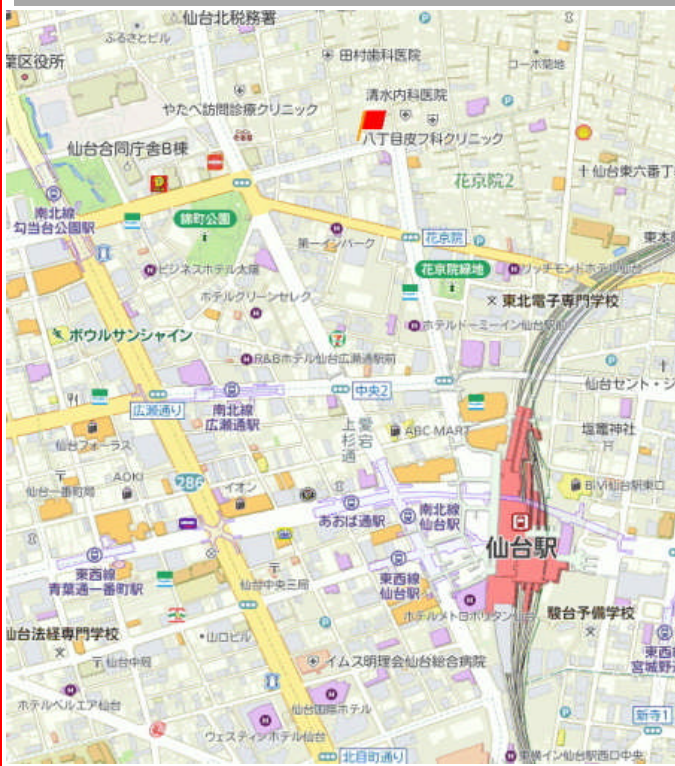 仙台北税務署
ふるさとビル
葉区役所
田村歯科医院
コーポ菊地
清水内科医院
やたべ訪問診療クリニック
八丁目皮フ科クリニック
仙台合同庁舎B棟
仙台東六番丁
花京院2
南北線
勾当台公園駅
錦町公園
第一インパーク
花京院
東本
花京院緑地
ビジネスホテル太陽
リッチモンドホテル仙台
ホテルグリーンセレク
東北電子専門学校
ボウルサンシャイン
ホテルドーミーイン仙台駅前
R&Bホテル仙台広瀬通駅前
中央2
仙台セント・ジ
広瀬通り
南北線
広瀬通駅
愛宕
上杉通
ABC-MART
塩竈神社
仙台フォーラス
AOKI
286
イオン
仙台一番町局
BiVi仙台駅東口
あおば通駅
南北線
仙台駅
仙台駅
東西線
青葉通一番町駅
仙台中央三局
東西線
仙台駅
ホテルメトロポリタン仙台
駿台予備学校
仙台法経専門学校
山口ビル
仙台中局
イムス明理会仙台総合病院
東西線
宮城野通
ホテルベルエア仙台
仙台国際ホテル
新寺1
ウェスティンホテル仙台
北目町通り
東横イン仙台駅西口中央